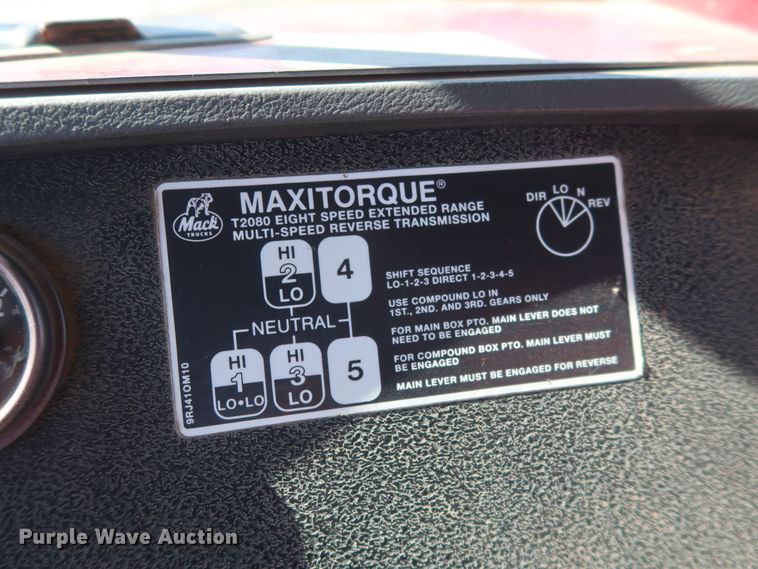 MAXITORQUE®
T2080 EIGHT SPEED EXTENDED RANGE
MULTI-SPEED REVERSE TRANSMISSION
Mack
TRUCKS
DIR LO N REV
HI
2
LO
4
NEUTRAL
HI
1
LO•LO
HI
3
LO
5
SHIFT SEQUENCE
LO-1-2-3 DIRECT 1-2-3-4-5
USE COMPOUND LO IN
1ST., 2ND. AND 3RD. GEARS ONLY
FOR MAIN BOX PTO. MAIN LEVER DOES NOT
NEED TO BE ENGAGED
FOR COMPOUND BOX PTO. MAIN LEVER MUST
BE ENGAGED
MAIN LEVER MUST BE ENGAGED FOR REVERSE
9RJ41OM10
Purple Wave Auction